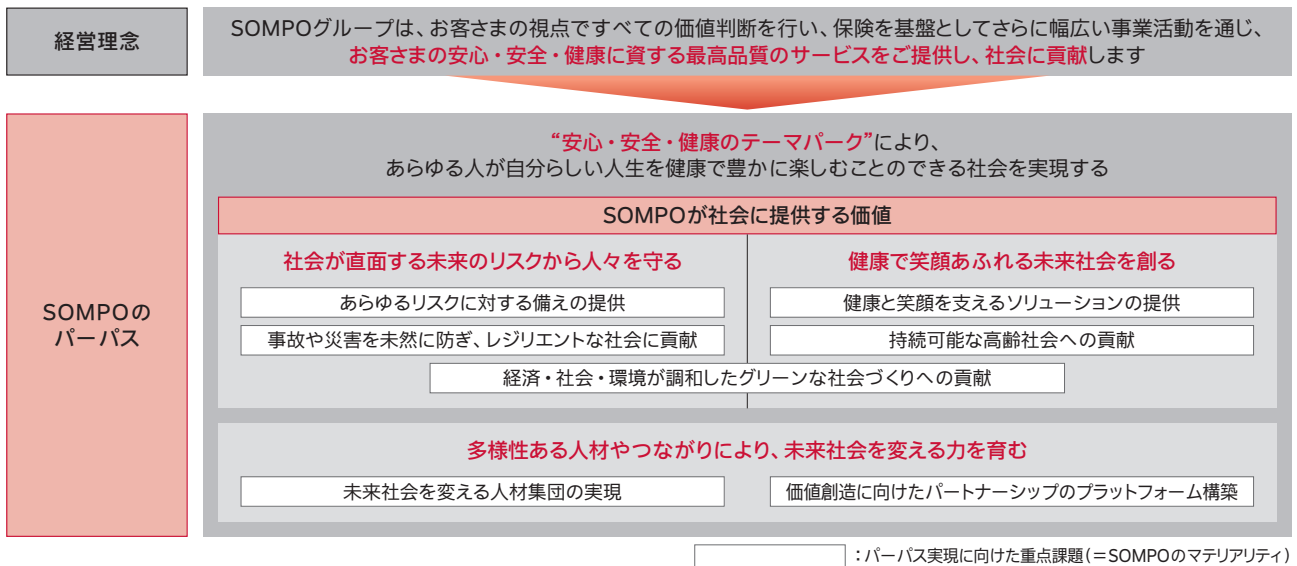 経営理念
SOMPOグループは、お客さまの視点ですべての価値判断を行い、保険を基盤としてさらに幅広い事業活動を通じ、
お客さまの安心・安全・健康に資する最高品質のサービスをご提供し、社会に貢献します
SOMPOの
パーパス
“安心・安全・健康のテーマパーク”により、
あらゆる人が自分らしい人生を健康で豊かに楽しむことのできる社会を実現する
SOMPOが社会に提供する価値
社会が直面する未来のリスクから人々を守る
あらゆるリスクに対する備えの提供
事故や災害を未然に防ぎ、レジリエントな社会に貢献
健康で笑顔あふれる未来社会を創る
健康と笑顔を支えるソリューションの提供
持続可能な高齢社会への貢献
経済・社会・環境が調和したグリーンな社会づくりへの貢献
多様性ある人材やつながりにより、未来社会を変える力を育む
未来社会を変える人材集団の実現
価値創造に向けたパートナーシップのプラットフォーム構築
：パーパス実現に向けた重点課題(＝SOMPOのマテリアリティ)